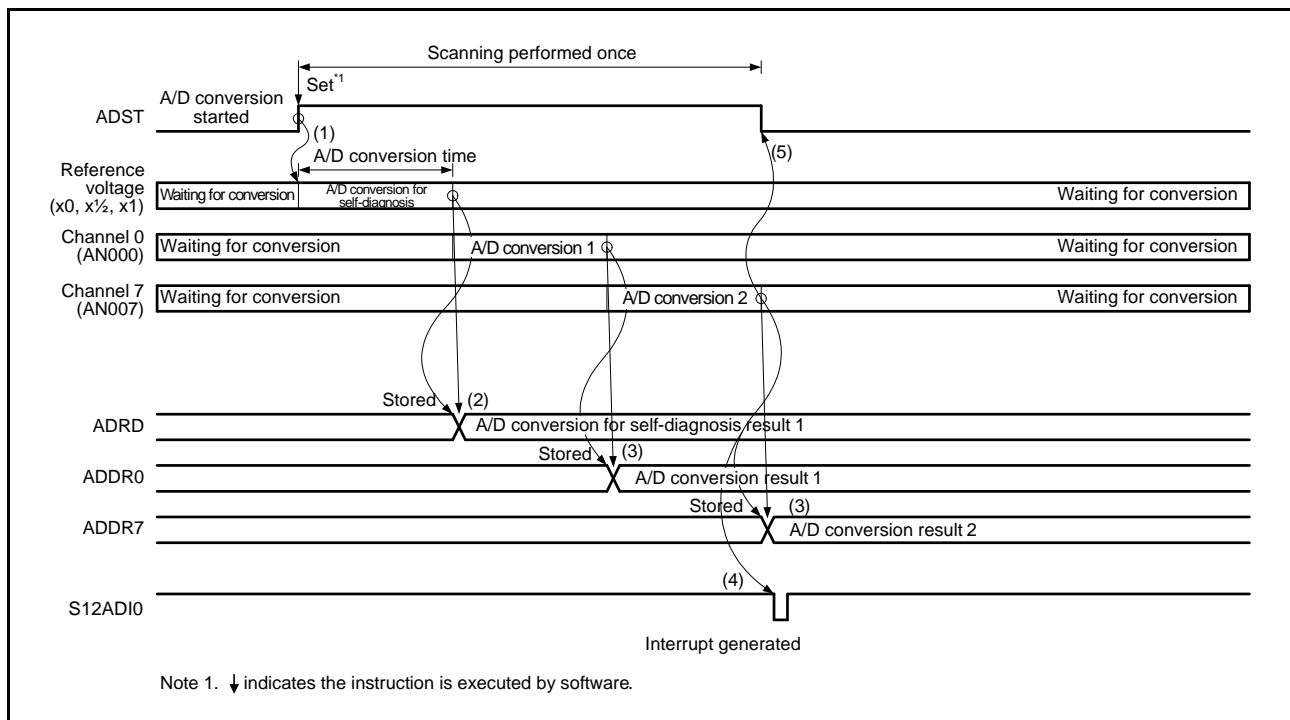 Scanning performed once
Set*1
A/D conversion
started
ADST
(1)
A/D conversion time
(5)
Reference
voltage
(x0, x½, x1)
Waiting for conversion
A/D conversion for
self-diagnosis
Waiting for conversion
Channel 0
(AN000)
Waiting for conversion
A/D conversion 1
Waiting for conversion
Channel 7
(AN007)
Waiting for conversion
A/D conversion 2
Waiting for conversion
Stored
(2)
ADRD
A/D conversion for self-diagnosis result 1
Stored
(3)
ADDR0
A/D conversion result 1
Stored
(3)
ADDR7
A/D conversion result 2
(4)
S12ADI0
Interrupt generated
Note 1. ↓ indicates the instruction is executed by software.